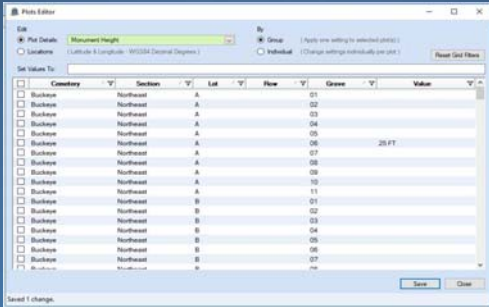 Plots Editor
Edit
Plot Details: Monument Height
Locations ( Latitude & Longitude - WGS84 Decimal Degrees )
By
Group ( Apply one setting to selected plot(s) )
Individual ( Change settings individually per plot )
Reset Grid Filters
Set Values To:
Cemetery Section Lot Row Grave Value
Buckeye Northeast A 01
Buckeye Northeast A 02
Buckeye Northeast A 03
Buckeye Northeast A 04
Buckeye Northeast A 05
Buckeye Northeast A 06 25 FT
Buckeye Northeast A 07
Buckeye Northeast A 08
Buckeye Northeast A 09
Buckeye Northeast A 10
Buckeye Northeast A 11
Buckeye Northeast B 01
Buckeye Northeast B 02
Buckeye Northeast B 03
Buckeye Northeast B 04
Buckeye Northeast B 05
Buckeye Northeast B 06
Buckeye Northeast B 07
Buckeye Northeast B 08
Save Close
Saved 1 change.